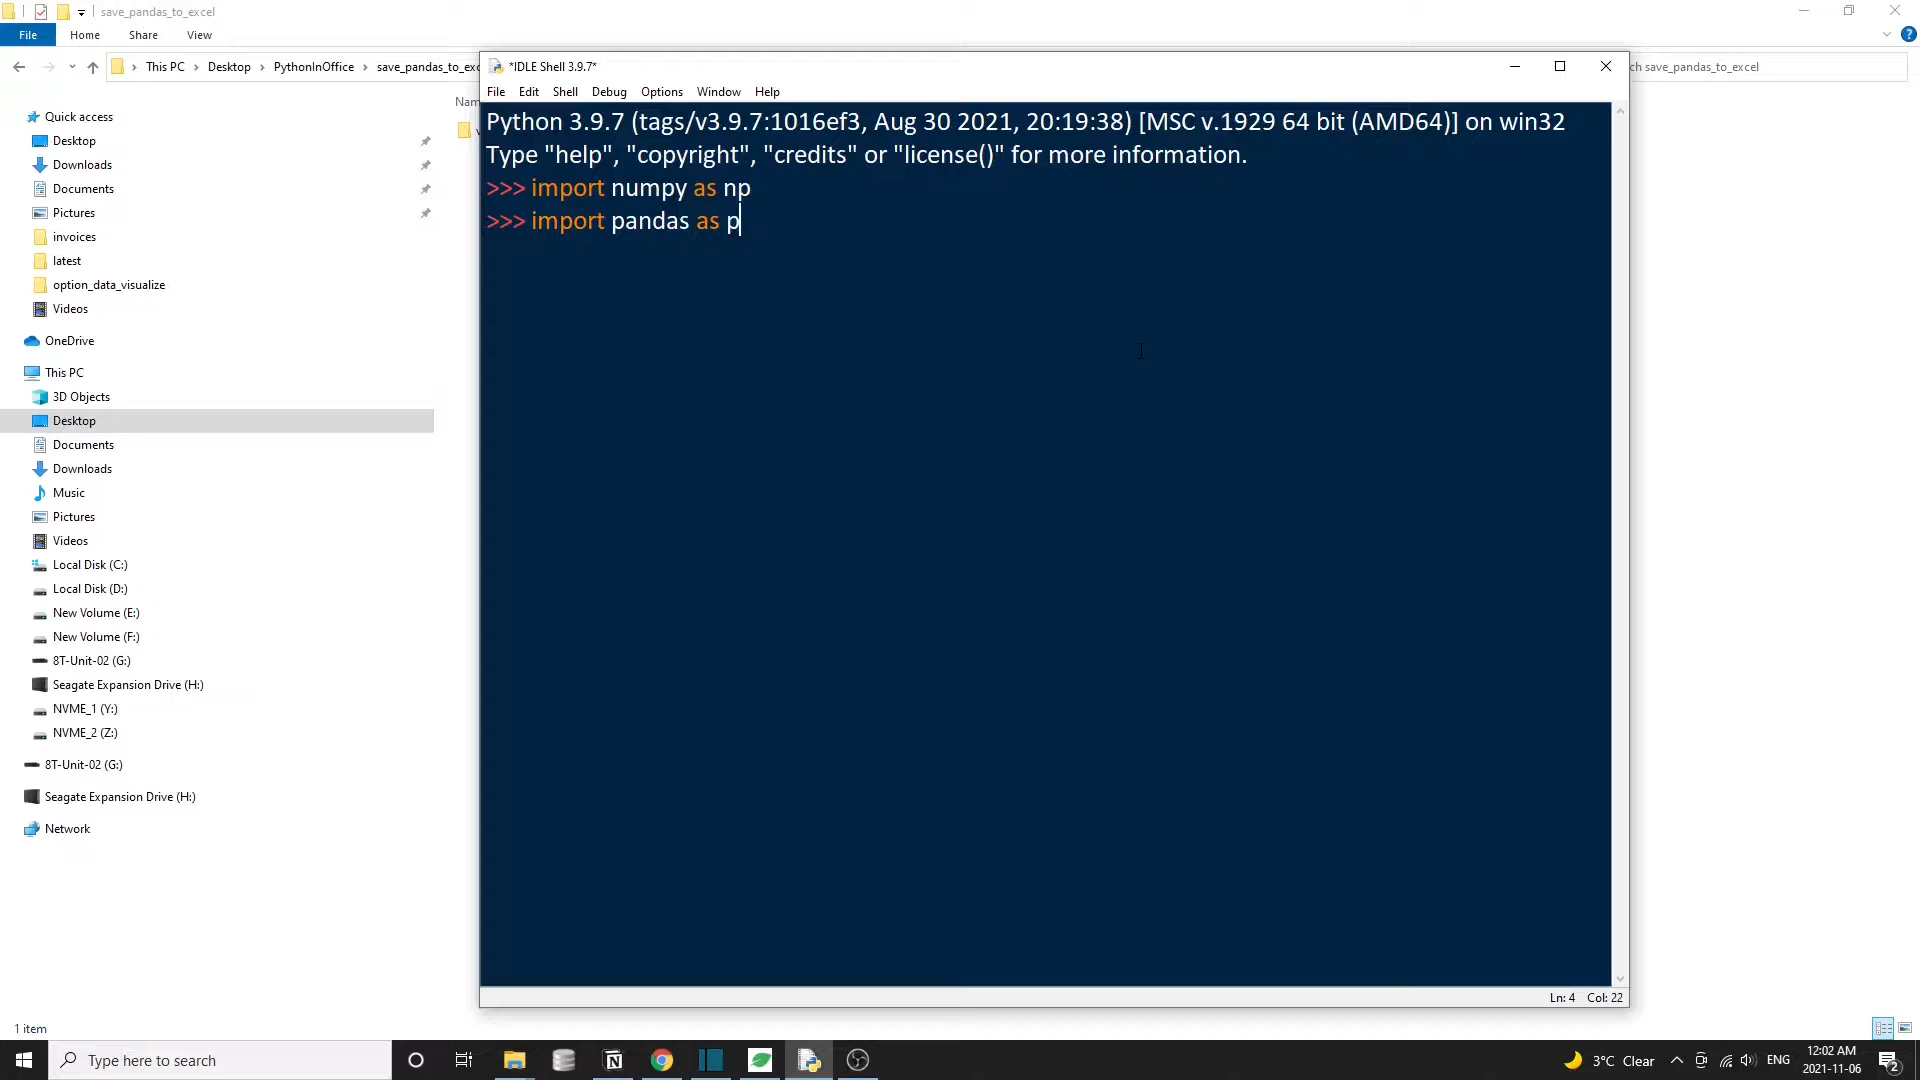 save_pandas_to_excel
File Home Share View
This PC Desktop PythonInOffice save_pandas_to_exc
ch save_pandas_to_excel
*IDLE Shell 3.9.7*
File Edit Shell Debug Options Window Help
Python 3.9.7 (tags/v3.9.7:1016ef3, Aug 30 2021, 20:19:38) [MSC v.1929 64 bit (AMD64)] on win32
Type "help", "copyright", "credits" or "license()" for more information.
>>> import numpy as np
>>> import pandas as p
Ln: 4 Col: 22
Nam
Quick access
Desktop
Downloads
Documents
Pictures
invoices
latest
option_data_visualize
Videos
OneDrive
This PC
3D Objects
Desktop
Documents
Downloads
Music
Pictures
Videos
Local Disk (C:)
Local Disk (D:)
New Volume (E:)
New Volume (F:)
8T-Unit-02 (G:)
Seagate Expansion Drive (H:)
NVME_1 (Y:)
NVME_2 (Z:)
8T-Unit-02 (G:)
Seagate Expansion Drive (H:)
Network
1 item
Type here to search
3°C Clear
ENG
12:02 AM
2021-11-06
2